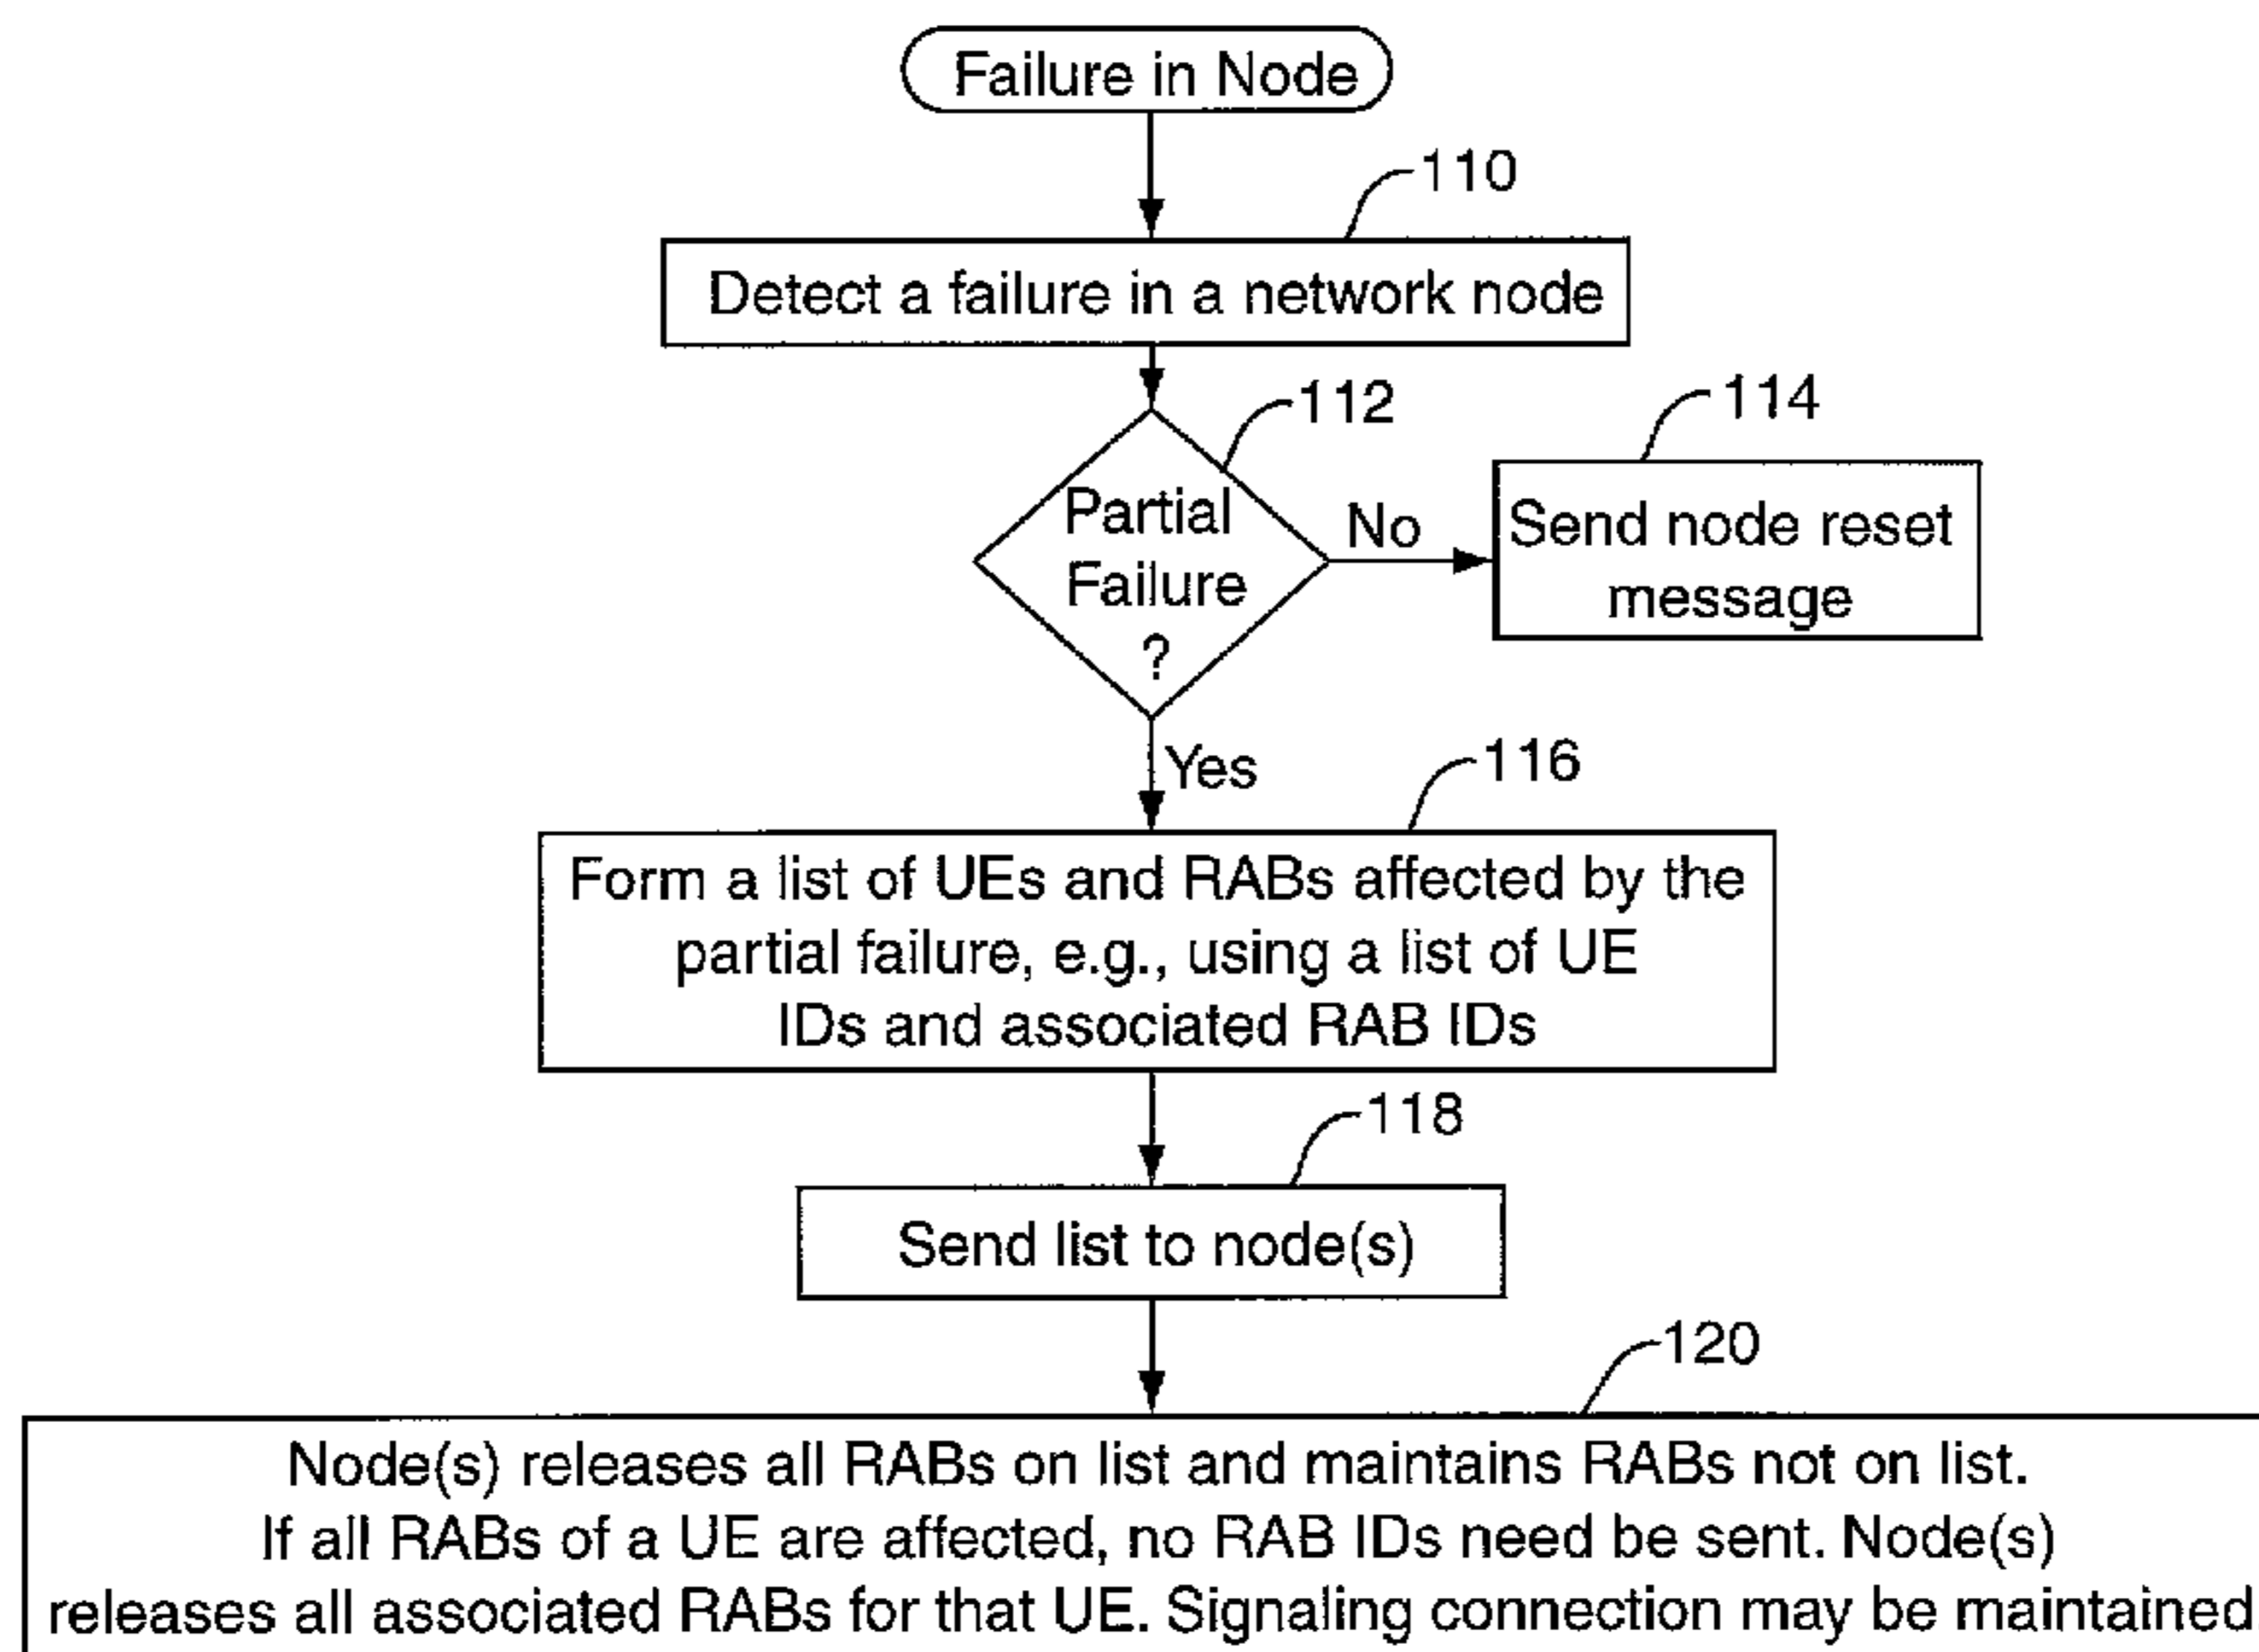 Failure in Node
110
Detect a failure in a network node
112
114
Partial
Failure
?
No
Send node reset
message
Yes
116
Form a list of UEs and RABs affected by the
partial failure, e.g., using a list of UE
IDs and associated RAB IDs
118
Send list to node(s)
120
Node(s) releases all RABs on list and maintains RABs not on list.
If all RABs of a UE are affected, no RAB IDs need be sent. Node(s)
releases all associated RABs for that UE. Signaling connection may be maintained